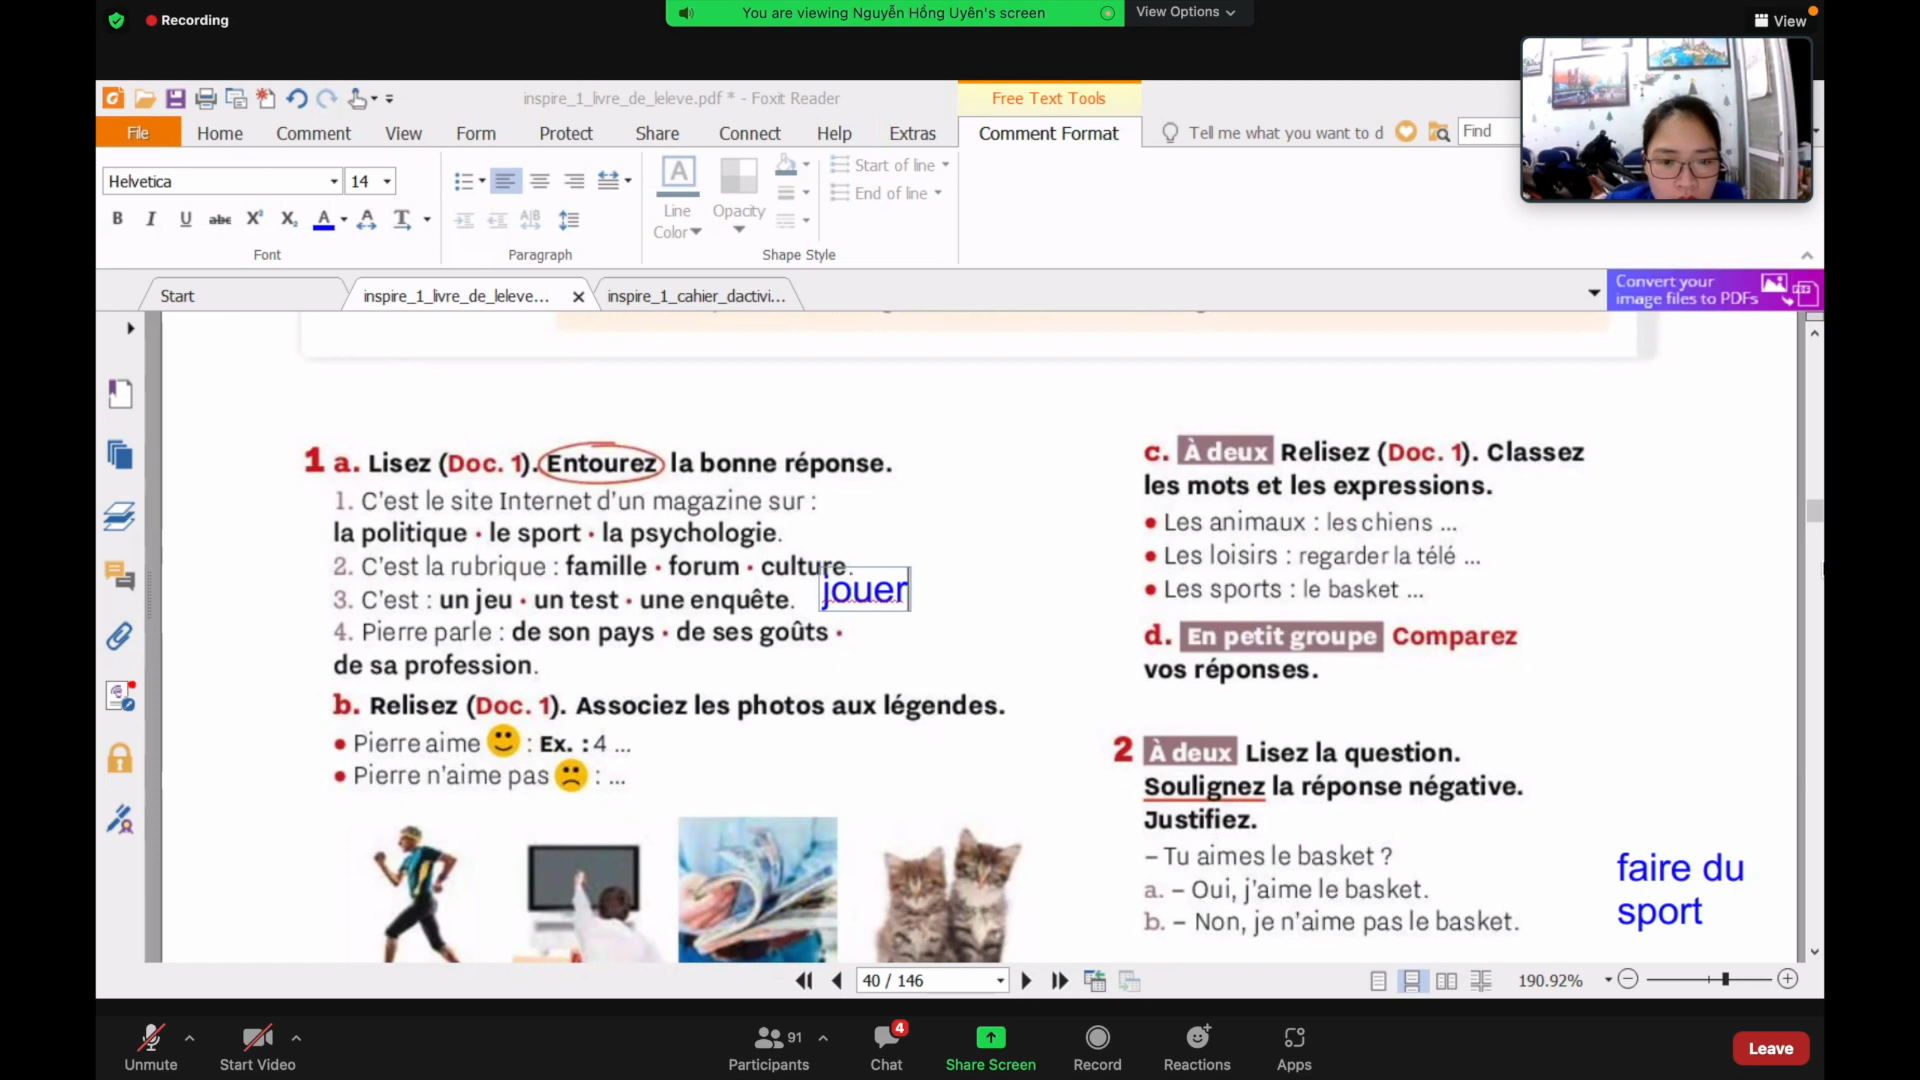 Recording
You are viewing Nguyễn Hồng Uyên's screen
View Options
View
inspire_1_livre_de_leleve.pdf * - Foxit Reader
Free Text Tools
File
Home
Comment
View
Form
Protect
Share
Connect
Help
Extras
Comment Format
Tell me what you want to d
Find
Helvetica
14
Line
Color
Opacity
Start of line
End of line
Font
Paragraph
Shape Style
Start
inspire_1_livre_de_leleve...
inspire_1_cahier_dactivi...
Convert your
image files to PDFs
1 a. Lisez (Doc. 1). Entourez la bonne réponse.
1. C'est le site Internet d'un magazine sur :
la politique • le sport • la psychologie.
2. C'est la rubrique : famille • forum • culture.
3. C'est : un jeu • un test • une enquête.
jouer
4. Pierre parle : de son pays • de ses goûts •
de sa profession.
b. Relisez (Doc. 1). Associez les photos aux légendes.
• Pierre aime : Ex. : 4 ...
• Pierre n'aime pas : ...
c. À deux Relisez (Doc. 1). Classez
les mots et les expressions.
• Les animaux : les chiens ...
• Les loisirs : regarder la télé ...
• Les sports : le basket ...
d. En petit groupe Comparez
vos réponses.
2 À deux Lisez la question.
Soulignez la réponse négative.
Justifiez.
– Tu aimes le basket ?
a. – Oui, j'aime le basket.
b. – Non, je n'aime pas le basket.
faire du
sport
40 / 146
190.92%
Unmute
Start Video
91
Participants
4
Chat
Share Screen
Record
Reactions
Apps
Leave